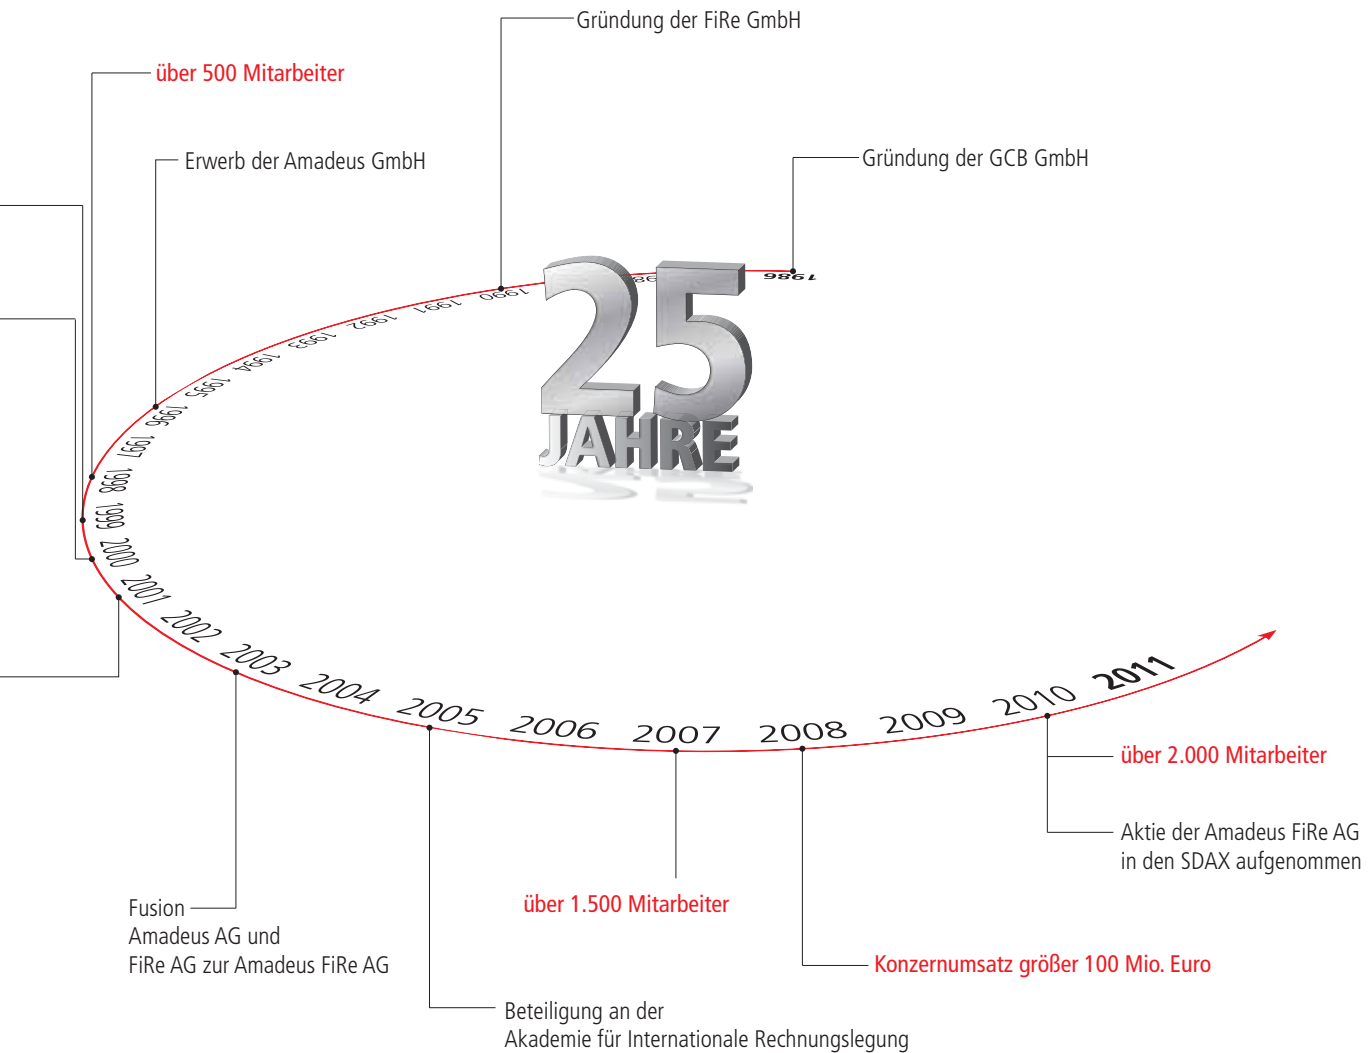 Gründung der FiRe GmbH
über 500 Mitarbeiter
Erwerb der Amadeus GmbH
Gründung der GCB GmbH
1986
25
JAHRE
1990
1991
1992
1993
1994
1995
1996
1997
1998
1999
2000
2001
2002
2003
2004
2005
2006
2007
2008
2009
2010
2011
über 2.000 Mitarbeiter
Aktie der Amadeus FiRe AG
in den SDAX aufgenommen
über 1.500 Mitarbeiter
Fusion
Amadeus AG und
FiRe AG zur Amadeus FiRe AG
Konzernumsatz größer 100 Mio. Euro
Beteiligung an der
Akademie für Internationale Rechnungslegung